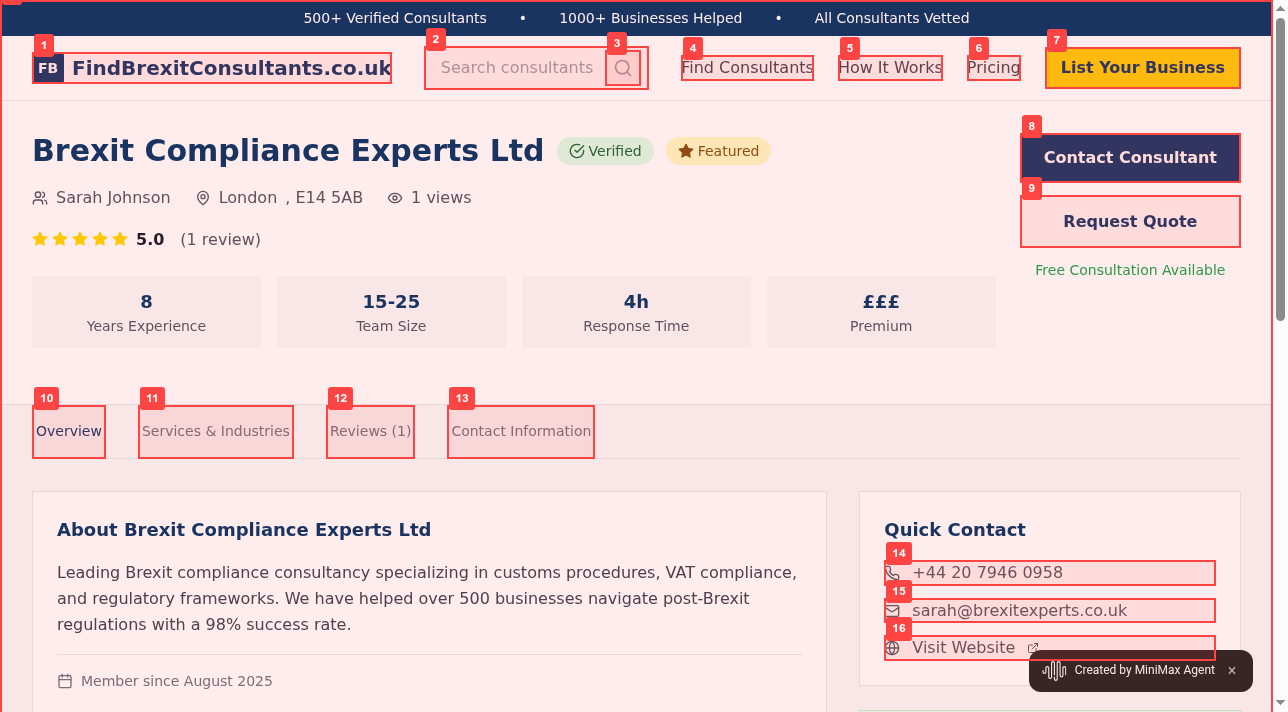 500+ Verified Consultants • 1000+ Businesses Helped • All Consultants Vetted
1 2 3 4 5 6 7
FB FindBrexitConsultants.co.uk Search consultants Find Consultants How It Works Pricing List Your Business
Brexit Compliance Experts Ltd Verified Featured
8
Contact Consultant
Sarah Johnson London , E14 5AB 1 views
9
Request Quote
5.0 (1 review)
Free Consultation Available
8 15-25 4h £££
Years Experience Team Size Response Time Premium
10 11 12 13
Overview Services & Industries Reviews (1) Contact Information
About Brexit Compliance Experts Ltd
Leading Brexit compliance consultancy specializing in customs procedures, VAT compliance,
and regulatory frameworks. We have helped over 500 businesses navigate post-Brexit
regulations with a 98% success rate.
Member since August 2025
Quick Contact
14
+44 20 7946 0958
15
sarah@brexitexperts.co.uk
16
Visit Website
Created by MiniMax Agent ×